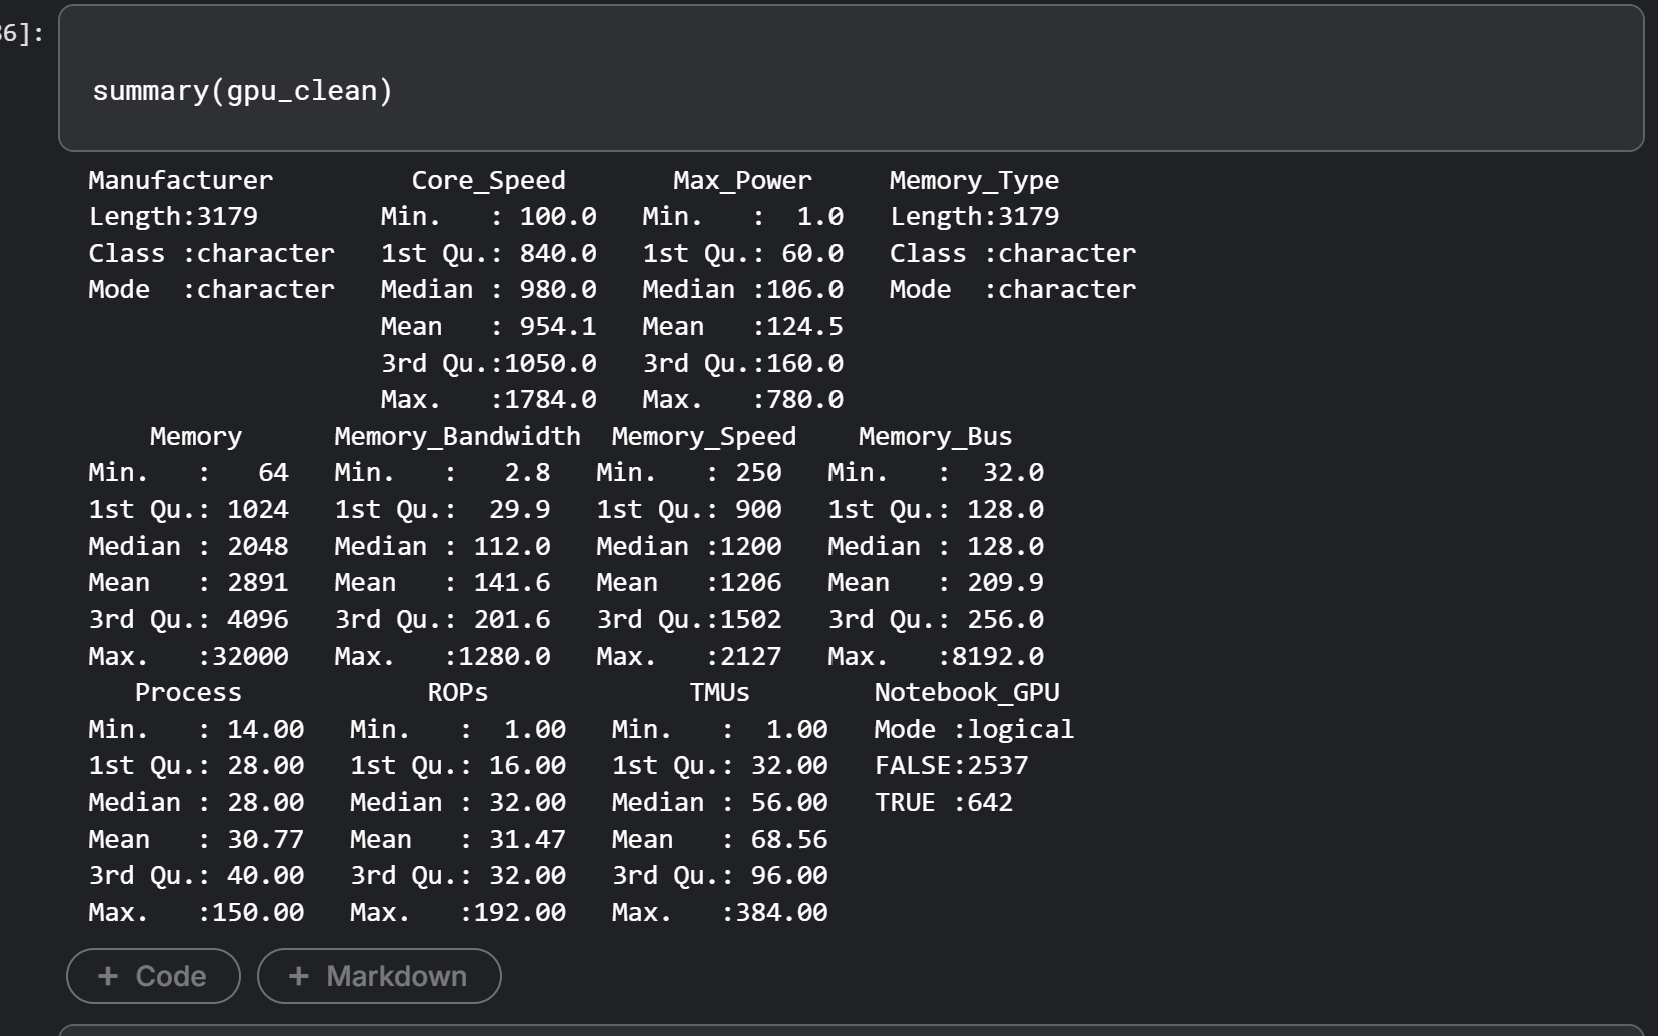 36]:
summary(gpu_clean)
Manufacturer         Core_Speed       Max_Power     Memory_Type
Length:3179        Min.   : 100.0   Min.   :  1.0   Length:3179
Class :character   1st Qu.: 840.0   1st Qu.: 60.0   Class :character
Mode  :character   Median : 980.0   Median :106.0   Mode  :character
                   Mean   : 954.1   Mean   :124.5
                   3rd Qu.:1050.0   3rd Qu.:160.0
                   Max.   :1784.0   Max.   :780.0
    Memory      Memory_Bandwidth  Memory_Speed    Memory_Bus
Min.   :   64   Min.   :   2.8   Min.   : 250   Min.   :  32.0
1st Qu.: 1024   1st Qu.:  29.9   1st Qu.: 900   1st Qu.: 128.0
Median : 2048   Median : 112.0   Median :1200   Median : 128.0
Mean   : 2891   Mean   : 141.6   Mean   :1206   Mean   : 209.9
3rd Qu.: 4096   3rd Qu.: 201.6   3rd Qu.:1502   3rd Qu.: 256.0
Max.   :32000   Max.   :1280.0   Max.   :2127   Max.   :8192.0
   Process            ROPs             TMUs        Notebook_GPU
Min.   : 14.00   Min.   :  1.00   Min.   :  1.00   Mode :logical
1st Qu.: 28.00   1st Qu.: 16.00   1st Qu.: 32.00   FALSE:2537
Median : 28.00   Median : 32.00   Median : 56.00   TRUE :642
Mean   : 30.77   Mean   : 31.47   Mean   : 68.56
3rd Qu.: 40.00   3rd Qu.: 32.00   3rd Qu.: 96.00
Max.   :150.00   Max.   :192.00   Max.   :384.00
+ Code   + Markdown